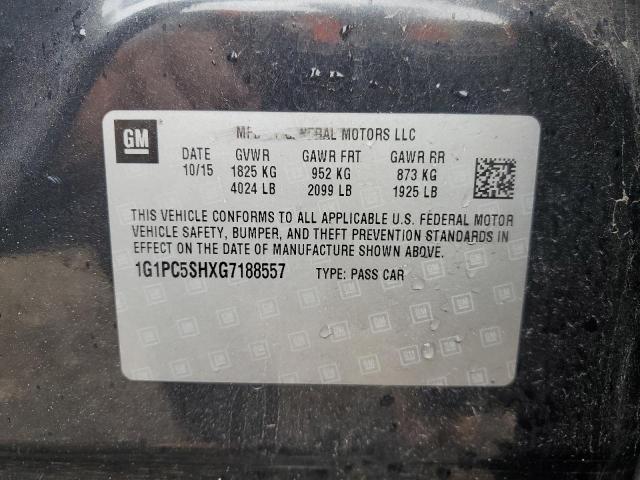 GM
MFD NERAL MOTORS LLC
DATE GVWR GAWR FRT GAWR RR
10/15 1825 KG 952 KG 873 KG
4024 LB 2099 LB 1925 LB
THIS VEHICLE CONFORMS TO ALL APPLICABLE U.S. FEDERAL MOTOR
VEHICLE SAFETY, BUMPER, AND THEFT PREVENTION STANDARDS IN
EFFECT ON THE DATE OF MANUFACTURE SHOWN ABOVE.
1G1PC5SHXG7188557 TYPE: PASS CAR